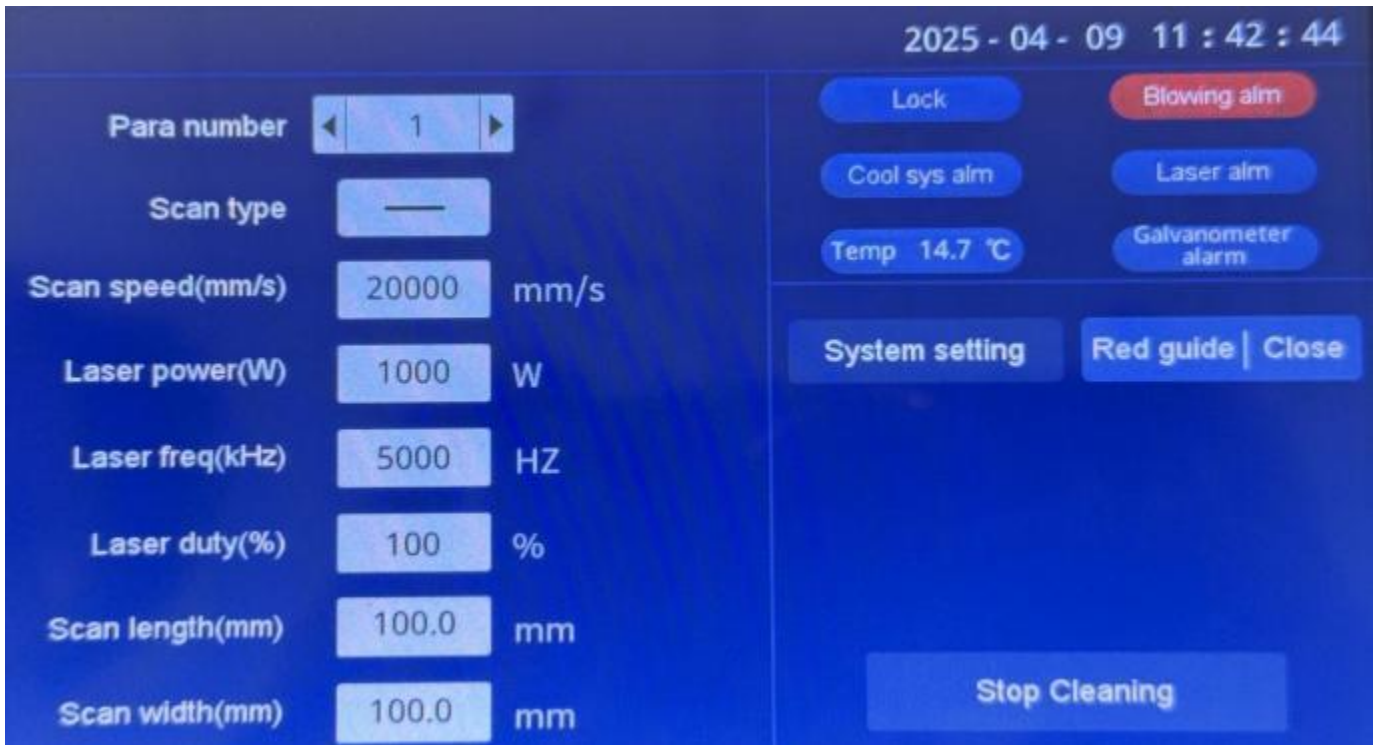 2025 - 04 - 09 11 : 42 : 44
Para number 1
Scan type
Scan speed(mm/s) 20000 mm/s
Laser power(W) 1000 W
Laser freq(kHz) 5000 HZ
Laser duty(%) 100 %
Scan length(mm) 100.0 mm
Scan width(mm) 100.0 mm
Lock
Blowing alm
Cool sys alm
Laser alm
Temp 14.7 ℃
Galvanometer
alarm
System setting
Red guide | Close
Stop Cleaning